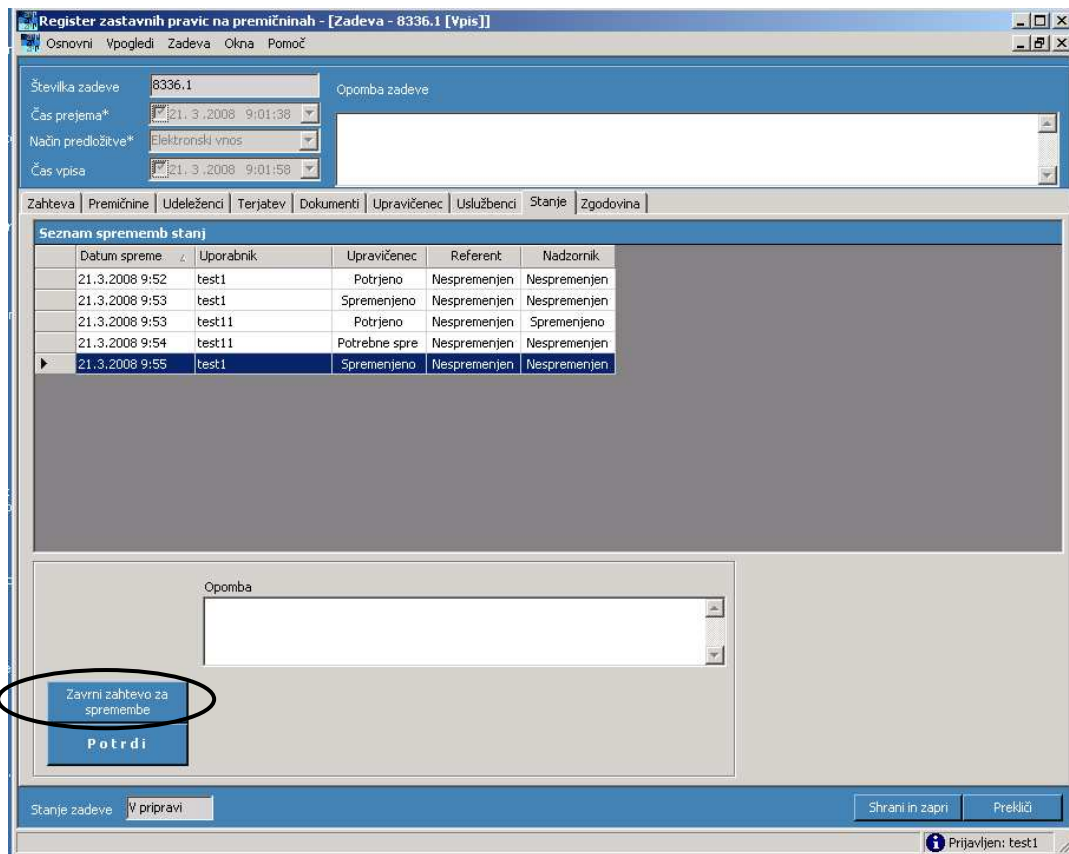 Register zastavnih pravic na premičninah - [Zadeva - 8336.1 [Vpis]]
Osnovni Vpogledi Zadeva Okna Pomoč
Številka zadeve 8336.1 Opomba zadeve
Čas prejema* 21. 3.2008 9:01:38
Način predložitve* Elektronski vnos
Čas vpisa 21. 3.2008 9:01:58
Zahteva Premičnine Udeleženci Terjatev Dokumenti Upravičenec Uslužbenci Stanje Zgodovina
Seznam sprememb stanj
Datum spreme Uporabnik Upravičenec Referent Nadzornik
21.3.2008 9:52 test1 Potrjeno Nespremenjen Nespremenjen
21.3.2008 9:53 test1 Spremenjeno Nespremenjen Nespremenjen
21.3.2008 9:53 test11 Potrjeno Nespremenjen Spremenjeno
21.3.2008 9:54 test11 Potrebne spre Nespremenjen Nespremenjen
21.3.2008 9:55 test1 Spremenjeno Nespremenjen Nespremenjen
Opomba
Zavrni zahtevo za
spremembe
Potrdi
Stanje zadeve V pripravi Shrani in zapri Prekliči
Prijavljen: test1